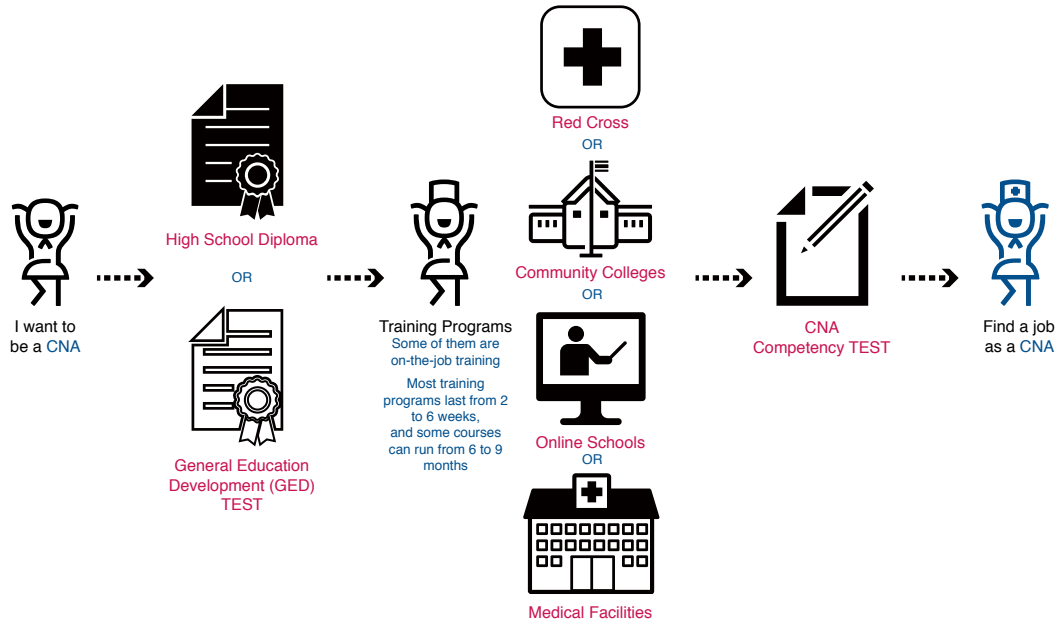 I want to
be a CNA
High School Diploma
OR
General Education
Development (GED)
TEST
Training Programs
Some of them are
on-the-job training
Most training
programs last from 2
to 6 weeks,
and some courses
can run from 6 to 9
months
Red Cross
OR
Community Colleges
OR
Online Schools
OR
Medical Facilities
CNA
Competency TEST
Find a job
as a CNA